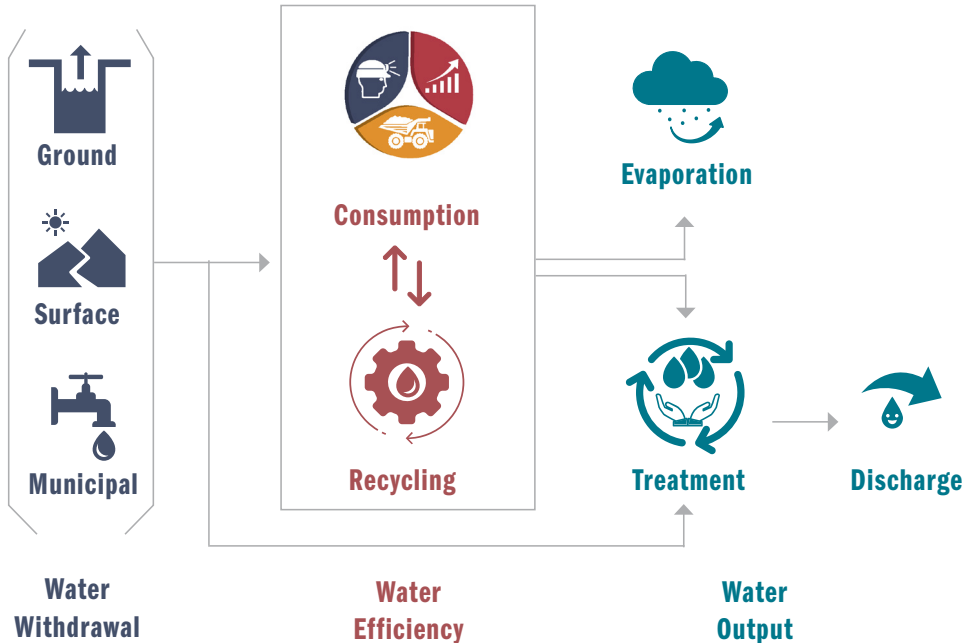 Ground
Surface
Municipal
Water
Withdrawal
Consumption
Recycling
Water
Efficiency
Evaporation
Treatment
Discharge
Water
Output